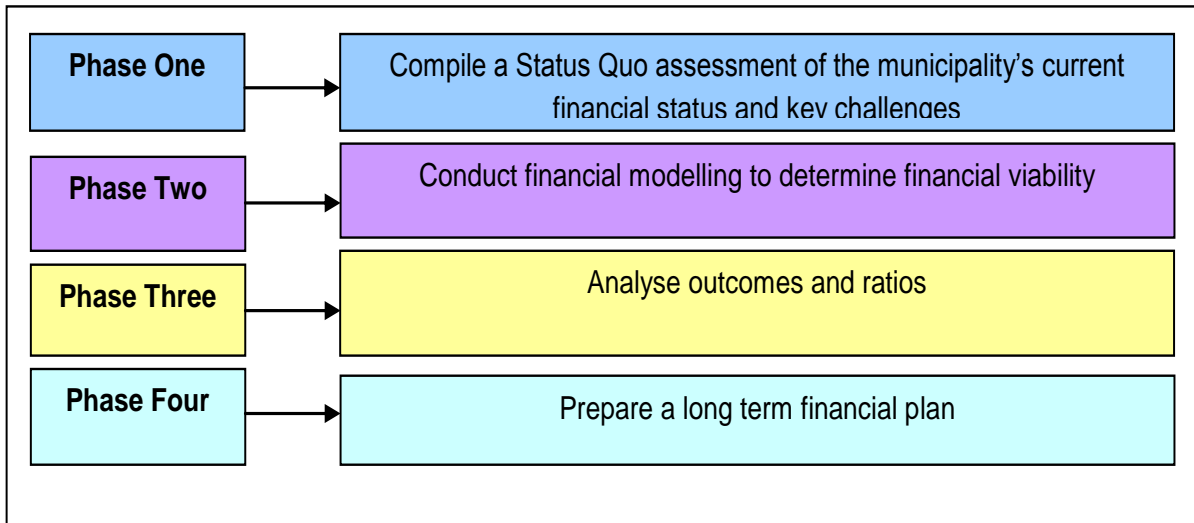 Phase One
Compile a Status Quo assessment of the municipality's current
financial status and key challenges
Phase Two
Conduct financial modelling to determine financial viability
Phase Three
Analyse outcomes and ratios
Phase Four
Prepare a long term financial plan